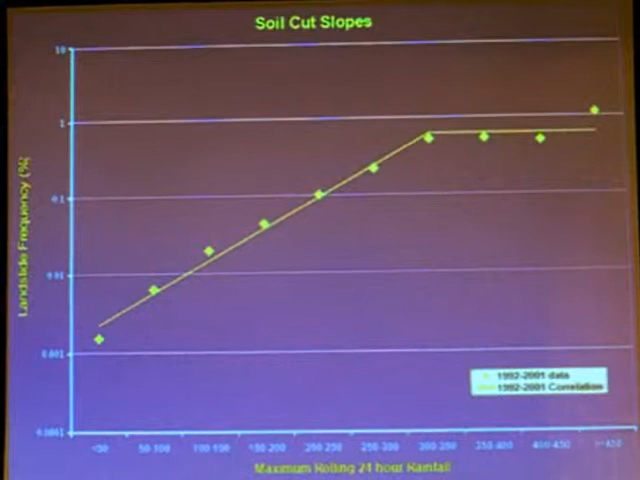 Soil Cut Slopes
10
1
0.1
0.01
0.001
0.0001
Landslide Frequency (%)
<50 50-100 100-150 150-200 200-250 250-300 300-350 350-400 400-450 >=450
Maximum Rolling 24 hour Rainfall
1992-2001 data
1992-2001 Correlation